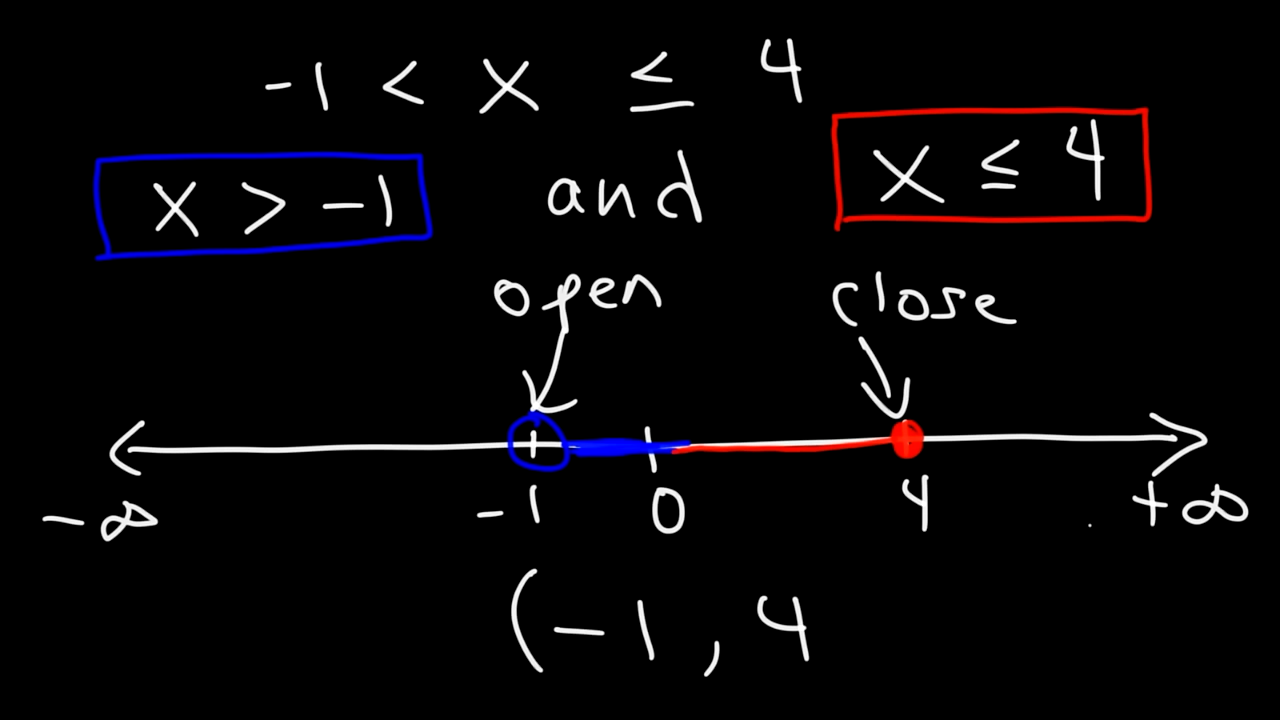 -1 < x ≤ 4
x > -1 and x ≤ 4
open close
-1 0 4
-∞ +∞
(-1, 4